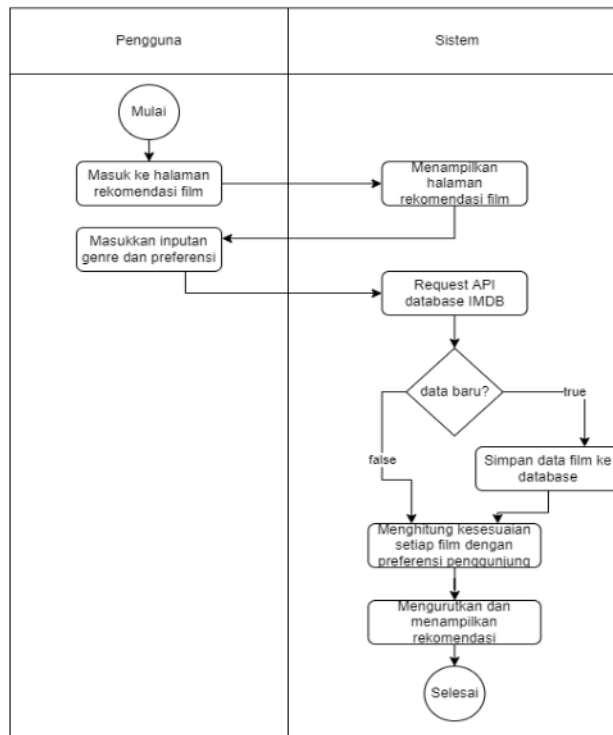 Pengguna
Sistem
Mulai
Masuk ke halaman
rekomendasi film
Menampilkan
halaman
rekomendasi film
Masukkan inputan
genre dan preferensi
Request API
database IMDB
data baru?
true
false
Simpan data film ke
database
Menghitung kesesuaian
setiap film dengan
preferensi penggunjung
Mengurutkan dan
menampilkan
rekomendasi
Selesai